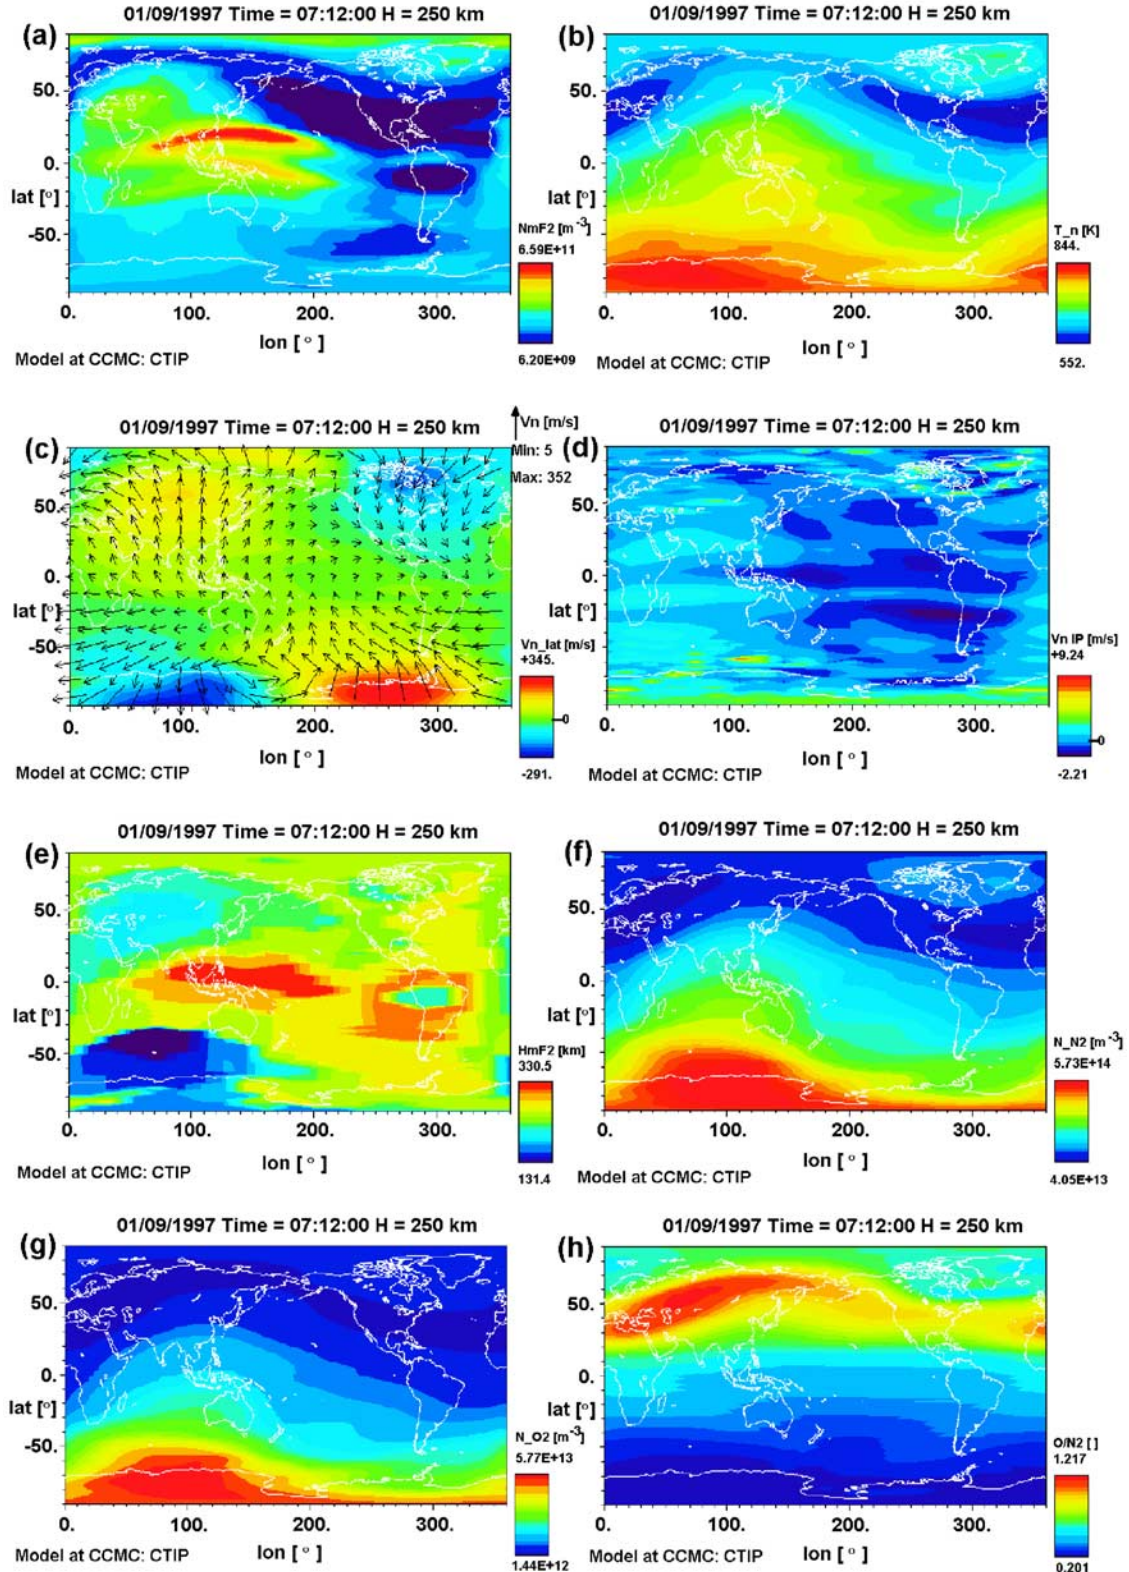 01/09/1997 Time = 07:12:00 H = 250 km
(a)
50.
0.
lat [°]
-50.
NmF2 [m⁻³]
6.59E+11
6.20E+09
0. 100. 200. 300.
lon [ ° ]
Model at CCMC: CTIP
01/09/1997 Time = 07:12:00 H = 250 km
(b)
50.
0.
lat [°]
-50.
T_n [K]
844.
552.
0. 100. 200. 300.
lon [ ° ]
Model at CCMC: CTIP
01/09/1997 Time = 07:12:00 H = 250 km
(c)
Vn [m/s]
Min: 5
Max: 352
50.
0.
lat [°]
-50.
Vn_lat [m/s]
+345.
0
-291.
0. 100. 200. 300.
lon [ ° ]
Model at CCMC: CTIP
01/09/1997 Time = 07:12:00 H = 250 km
(d)
50.
0.
lat [°]
-50.
Vn IP [m/s]
+9.24
0
-2.21
0. 100. 200. 300.
lon [ ° ]
Model at CCMC: CTIP
01/09/1997 Time = 07:12:00 H = 250 km
(e)
50.
0.
lat [°]
-50.
HmF2 [km]
330.5
131.4
0. 100. 200. 300.
lon [ ° ]
Model at CCMC: CTIP
01/09/1997 Time = 07:12:00 H = 250 km
(f)
50.
0.
lat [°]
-50.
N_N2 [m⁻³]
5.73E+14
4.05E+13
0. 100. 200. 300.
lon [ ° ]
Model at CCMC: CTIP
01/09/1997 Time = 07:12:00 H = 250 km
(g)
50.
0.
lat [°]
-50.
N_O2 [m⁻³]
5.77E+13
1.44E+12
0. 100. 200. 300.
lon [ ° ]
Model at CCMC: CTIP
01/09/1997 Time = 07:12:00 H = 250 km
(h)
50.
0.
lat [°]
-50.
O/N2 [ ]
1.217
0.201
0. 100. 200. 300.
lon [ ° ]
Model at CCMC: CTIP